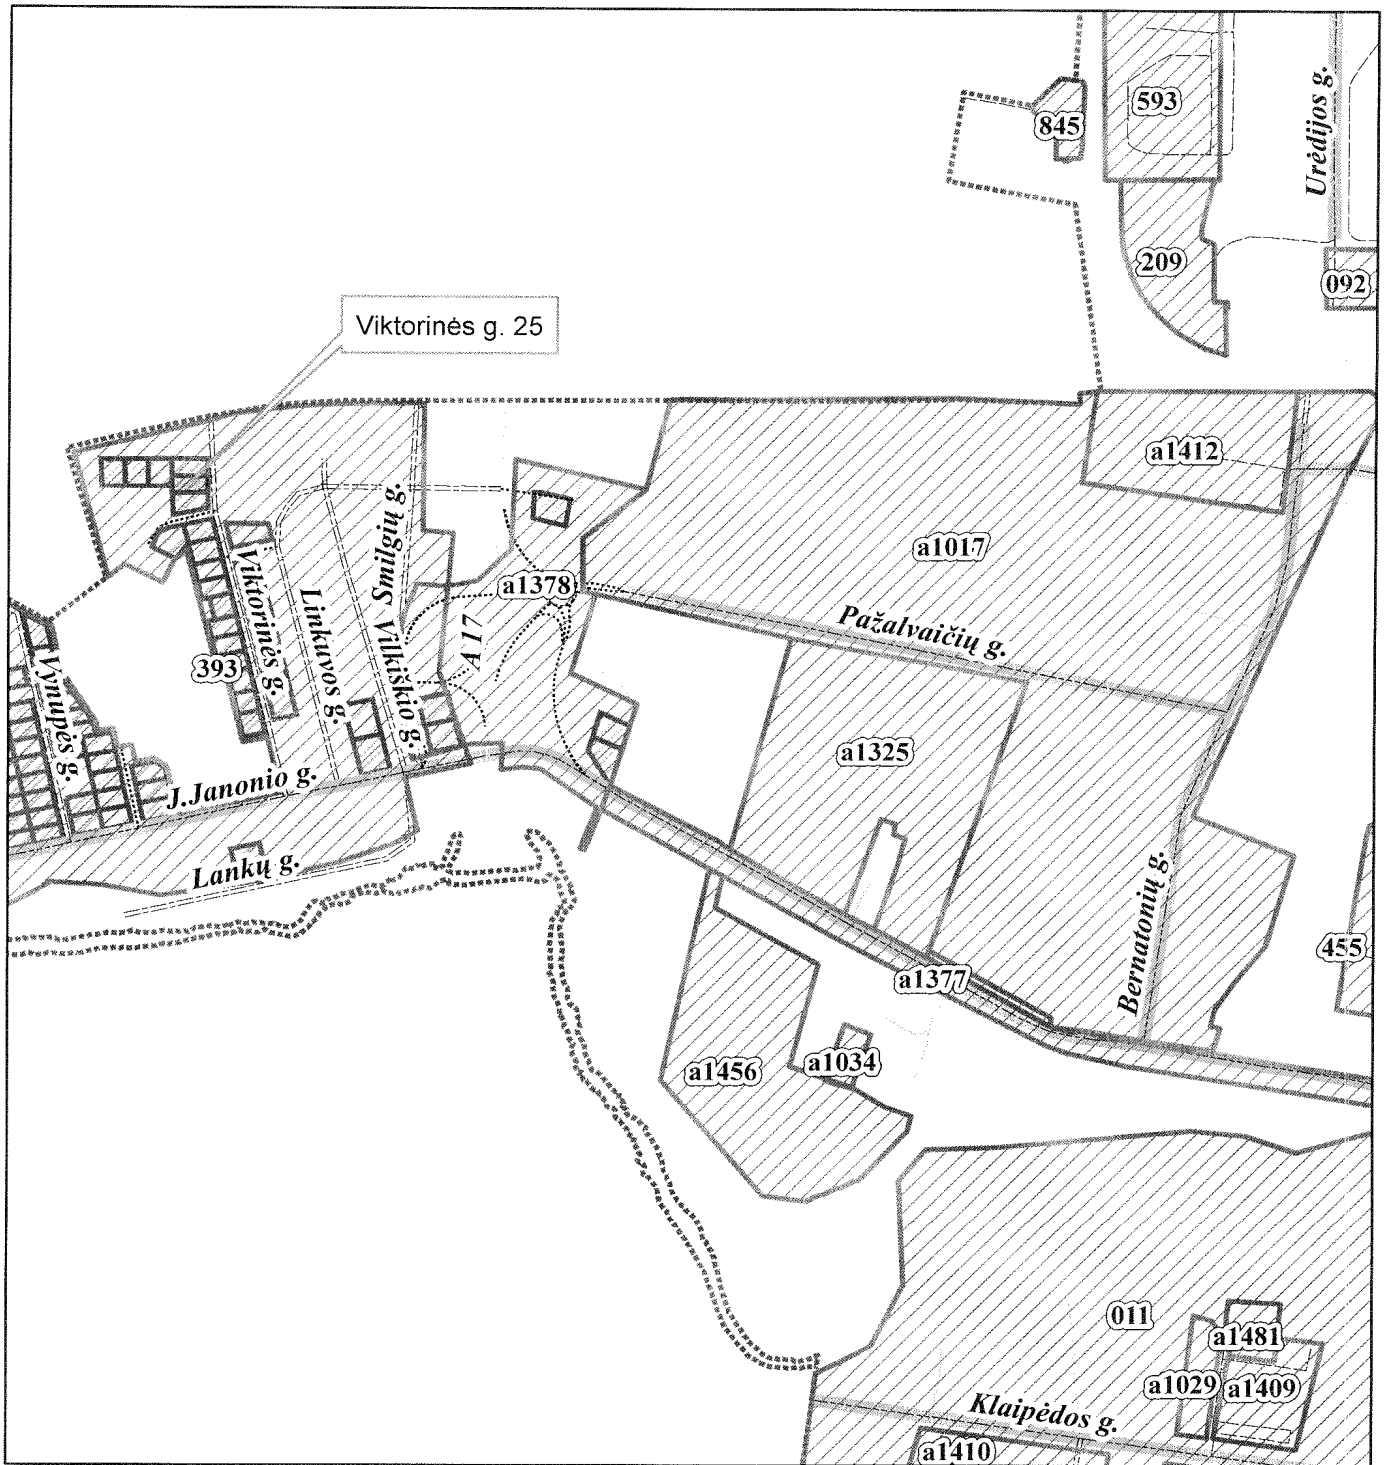 593
845
Urėdijos g.
209
092
Viktorinės g. 25
a1412
a1017
Smilgių g.
a1378
Viktorinės g.
Linkuvos g.
Vilkiškio g.
A 17
Pažalvaičių g.
393
Vynupės g.
a1325
J.Janonio g.
Lankų g.
Bernatonių g.
455
a1377
a1034
a1456
011
a1481
a1029
a1409
Klaipėdos g.
a1410